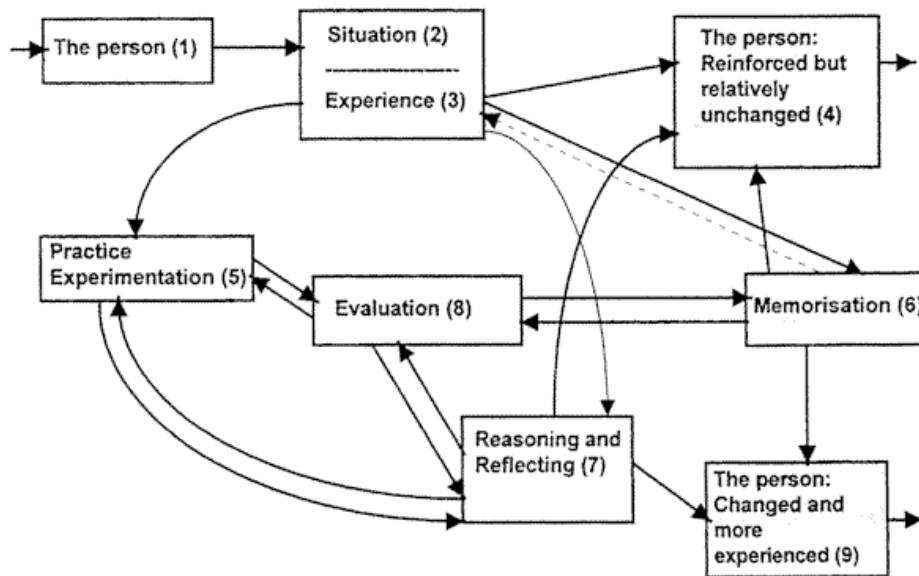 The person (1)
Situation (2)
Experience (3)
The person:
Reinforced but
relatively
unchanged (4)
Practice
Experimentation (5)
Evaluation (8)
Memorisation (6)
Reasoning and
Reflecting (7)
The person:
Changed and
more
experienced (9)